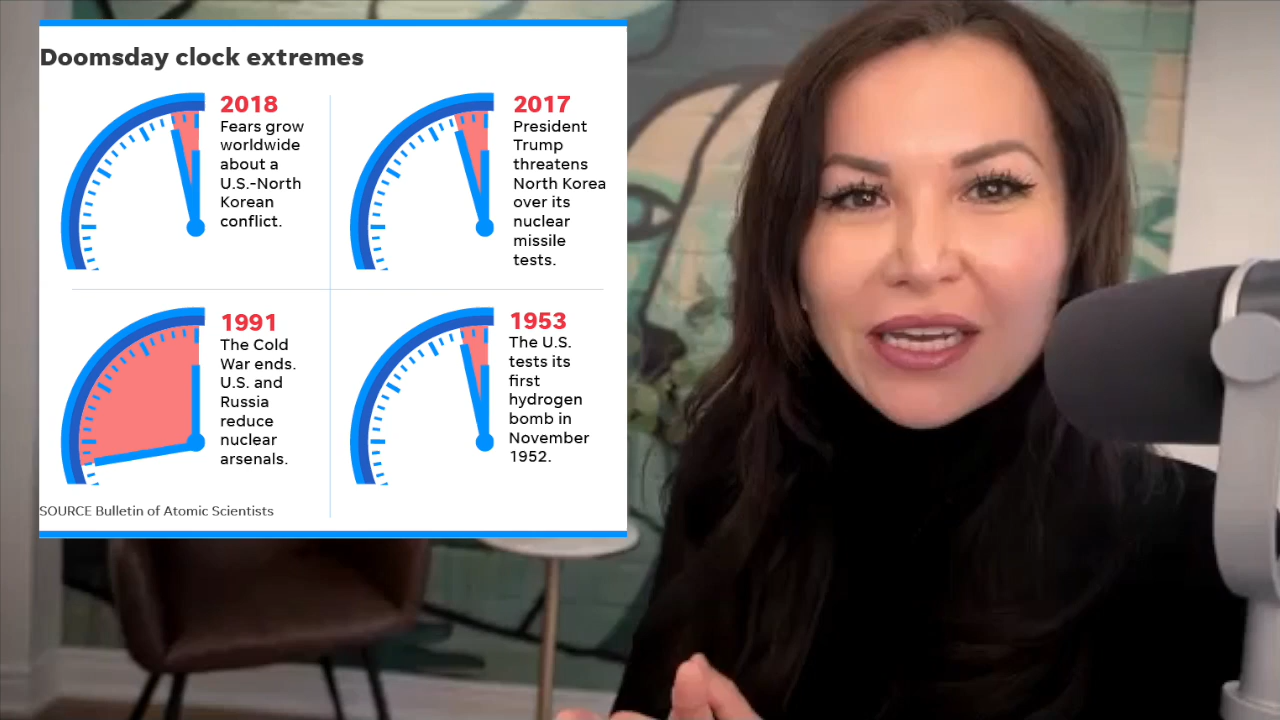 Doomsday clock extremes
2018
Fears grow
worldwide
about a
U.S.-North
Korean
conflict.
2017
President
Trump
threatens
North Korea
over its
nuclear
missile
tests.
1991
The Cold
War ends.
U.S. and
Russia
reduce
nuclear
arsenals.
1953
The U.S.
tests its
first
hydrogen
bomb in
November
1952.
SOURCE Bulletin of Atomic Scientists